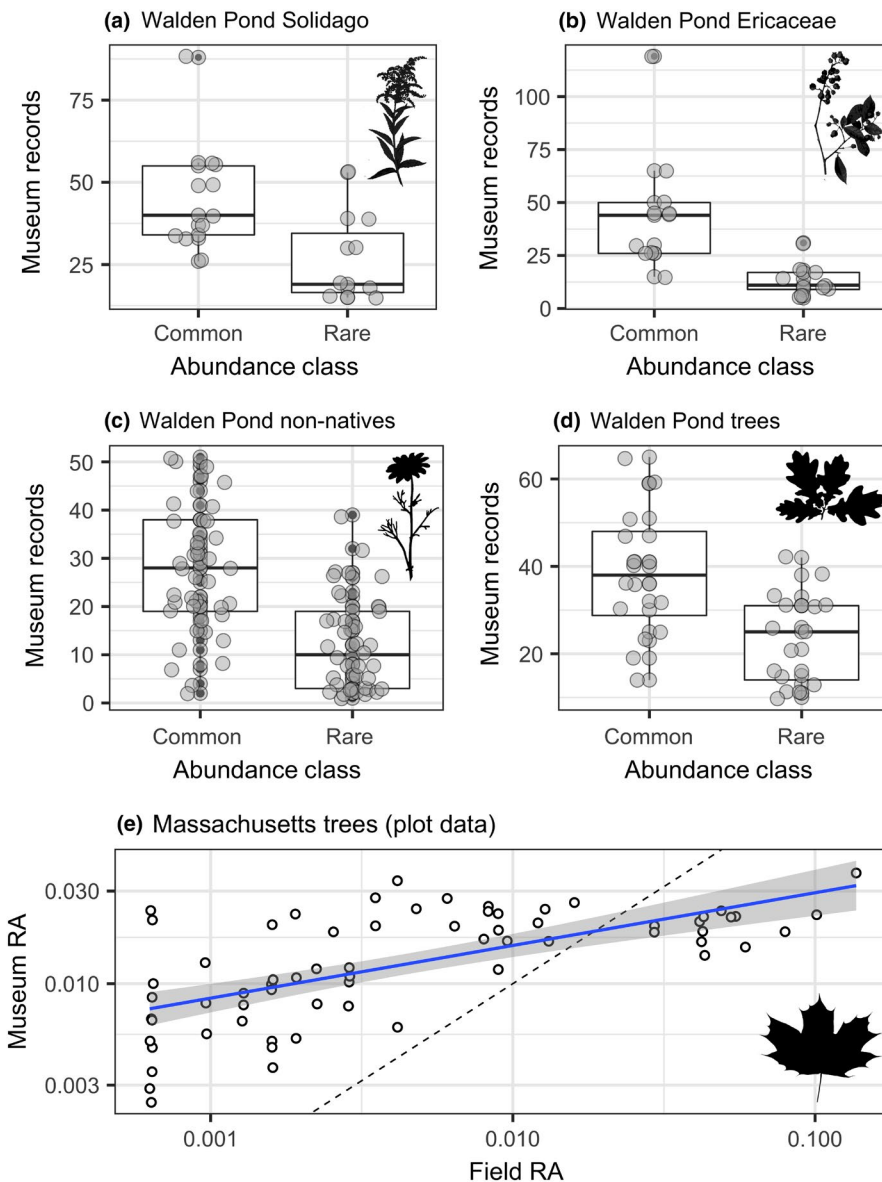 (a) Walden Pond Solidago
Museum records
75
50
25
Common Rare
Abundance class
(b) Walden Pond Ericaceae
Museum records
100
75
50
25
0
Common Rare
Abundance class
(c) Walden Pond non-natives
Museum records
50
40
30
20
10
0
Common Rare
Abundance class
(d) Walden Pond trees
Museum records
60
40
20
Common Rare
Abundance class
(e) Massachusetts trees (plot data)
Museum RA
0.030
0.010
0.003
0.001 0.010 0.100
Field RA